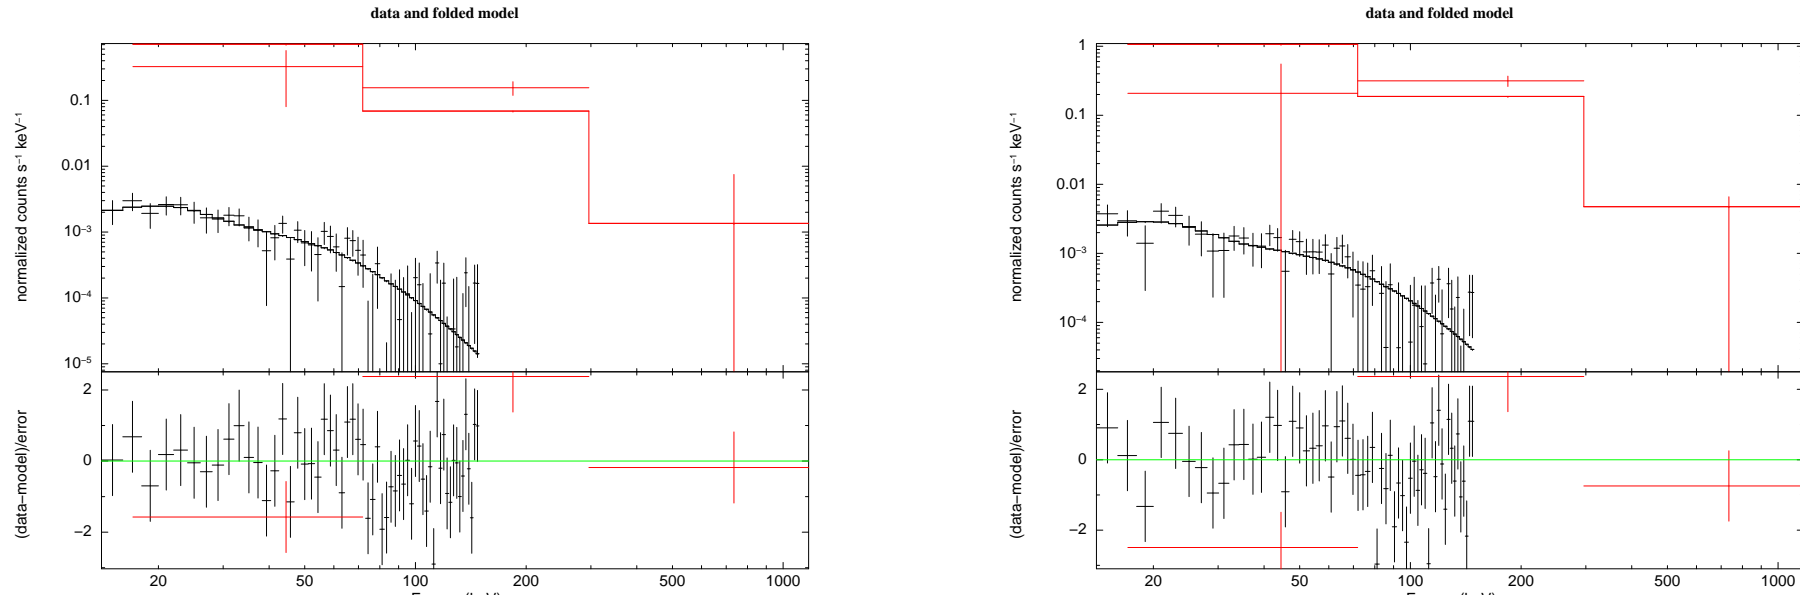 data and folded model
normalized counts s⁻¹ keV⁻¹
0.1
0.01
10⁻³
10⁻⁴
10⁻⁵
(data−model)/error
2
0
−2
20 50 100 200 500 1000
data and folded model
normalized counts s⁻¹ keV⁻¹
1
0.1
0.01
10⁻³
10⁻⁴
(data−model)/error
2
0
−2
20 50 100 200 500 1000